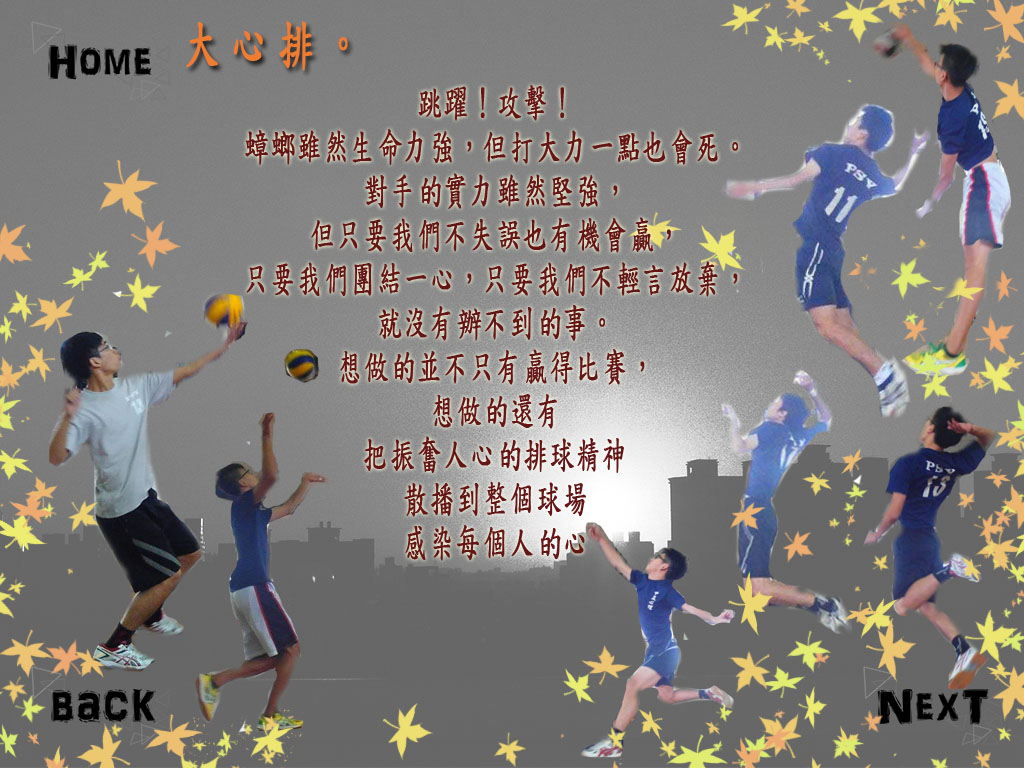 HOME
大心排。
跳躍！攻擊！
蟑螂雖然生命力強，但打大力一點也會死。
對手的實力雖然堅強，
但只要我們不失誤也有機會贏，
只要我們團結一心，只要我們不輕言放棄，
就沒有辦不到的事。
想做的並不只有贏得比賽，
想做的還有
把振奮人心的排球精神
散播到整個球場
感染每個人的心
PSY
11
PSY
13
BACK
NEXT